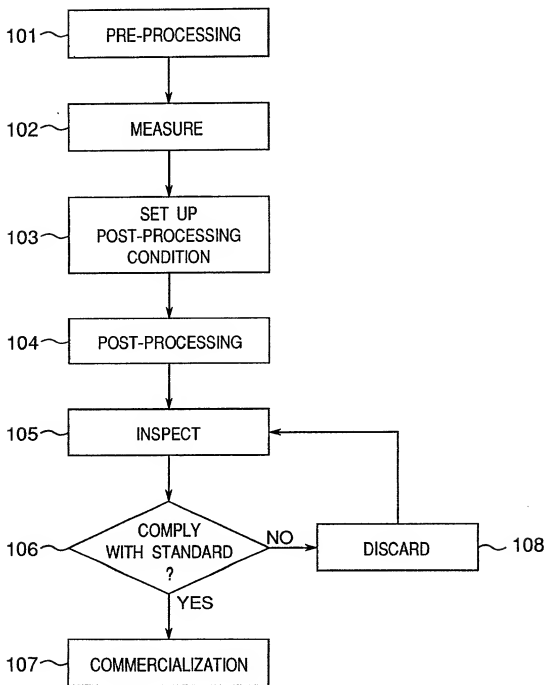 101
PRE-PROCESSING
102
MEASURE
103
SET UP
POST-PROCESSING
CONDITION
104
POST-PROCESSING
105
INSPECT
106
COMPLY
WITH STANDARD
?
NO
DISCARD
108
YES
107
COMMERCIALIZATION